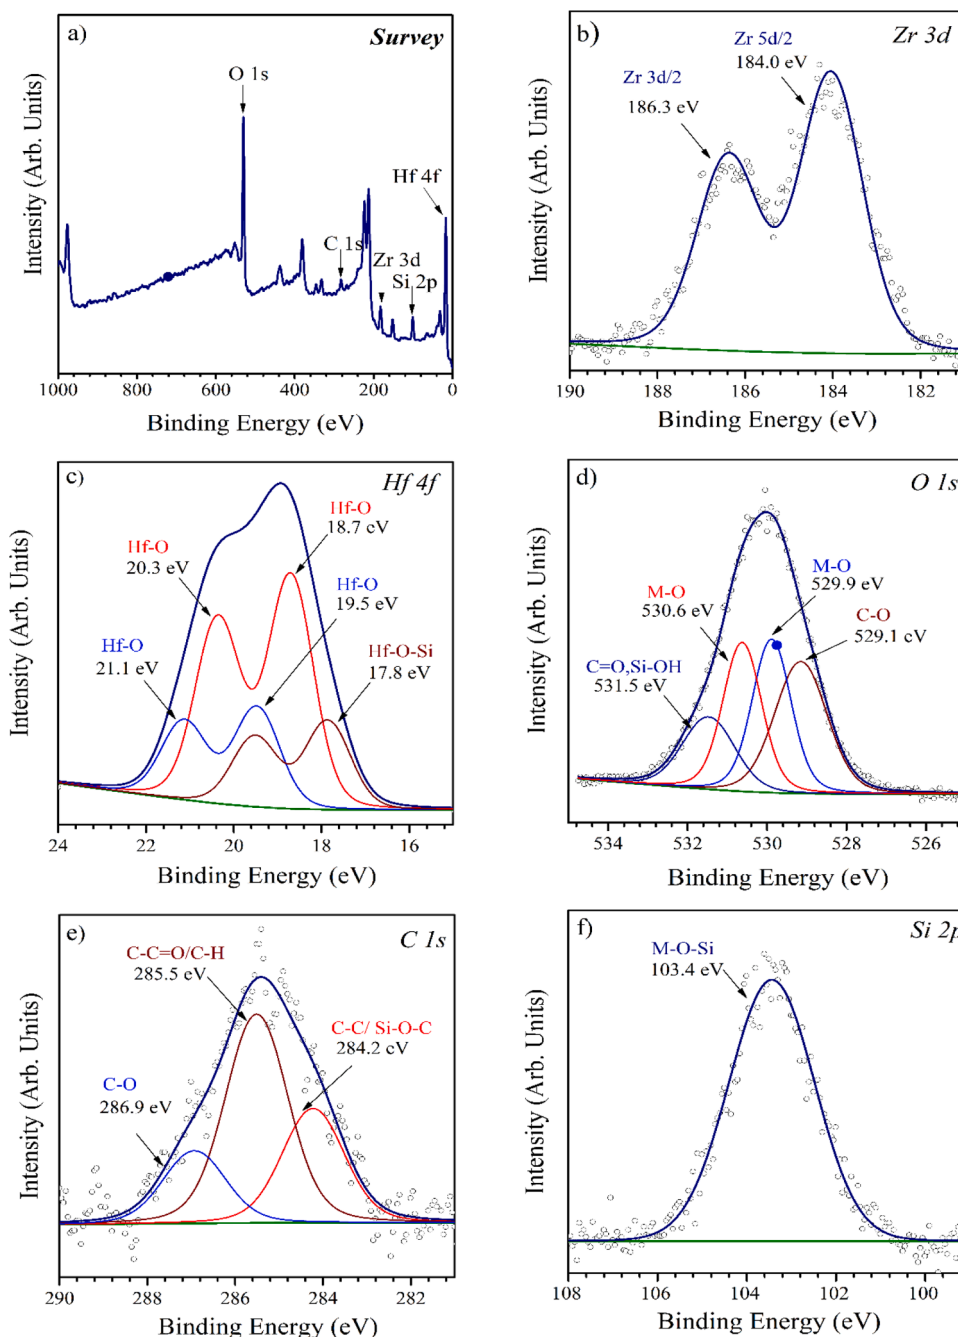 a)
Survey
O 1s
Hf 4f
C 1s
Zr 3d
Si 2p
Intensity (Arb. Units)
1000
800
600
400
200
0
Binding Energy (eV)
b)
Zr 3d
Zr 5d/2
184.0 eV
Zr 3d/2
186.3 eV
Intensity (Arb. Units)
190
188
186
184
182
Binding Energy (eV)
c)
Hf 4f
Hf-O
18.7 eV
Hf-O
20.3 eV
Hf-O
19.5 eV
Hf-O
21.1 eV
Hf-O-Si
17.8 eV
Intensity (Arb. Units)
24
22
20
18
16
Binding Energy (eV)
d)
O 1s
M-O
529.9 eV
M-O
530.6 eV
C-O
529.1 eV
C=O,Si-OH
531.5 eV
Intensity (Arb. Units)
534
532
530
528
526
Binding Energy (eV)
e)
C 1s
C-C=O/C-H
285.5 eV
C-C/ Si-O-C
284.2 eV
C-O
286.9 eV
Intensity (Arb. Units)
290
288
286
284
282
Binding Energy (eV)
f)
Si 2p
M-O-Si
103.4 eV
Intensity (Arb. Units)
108
106
104
102
100
Binding Energy (eV)